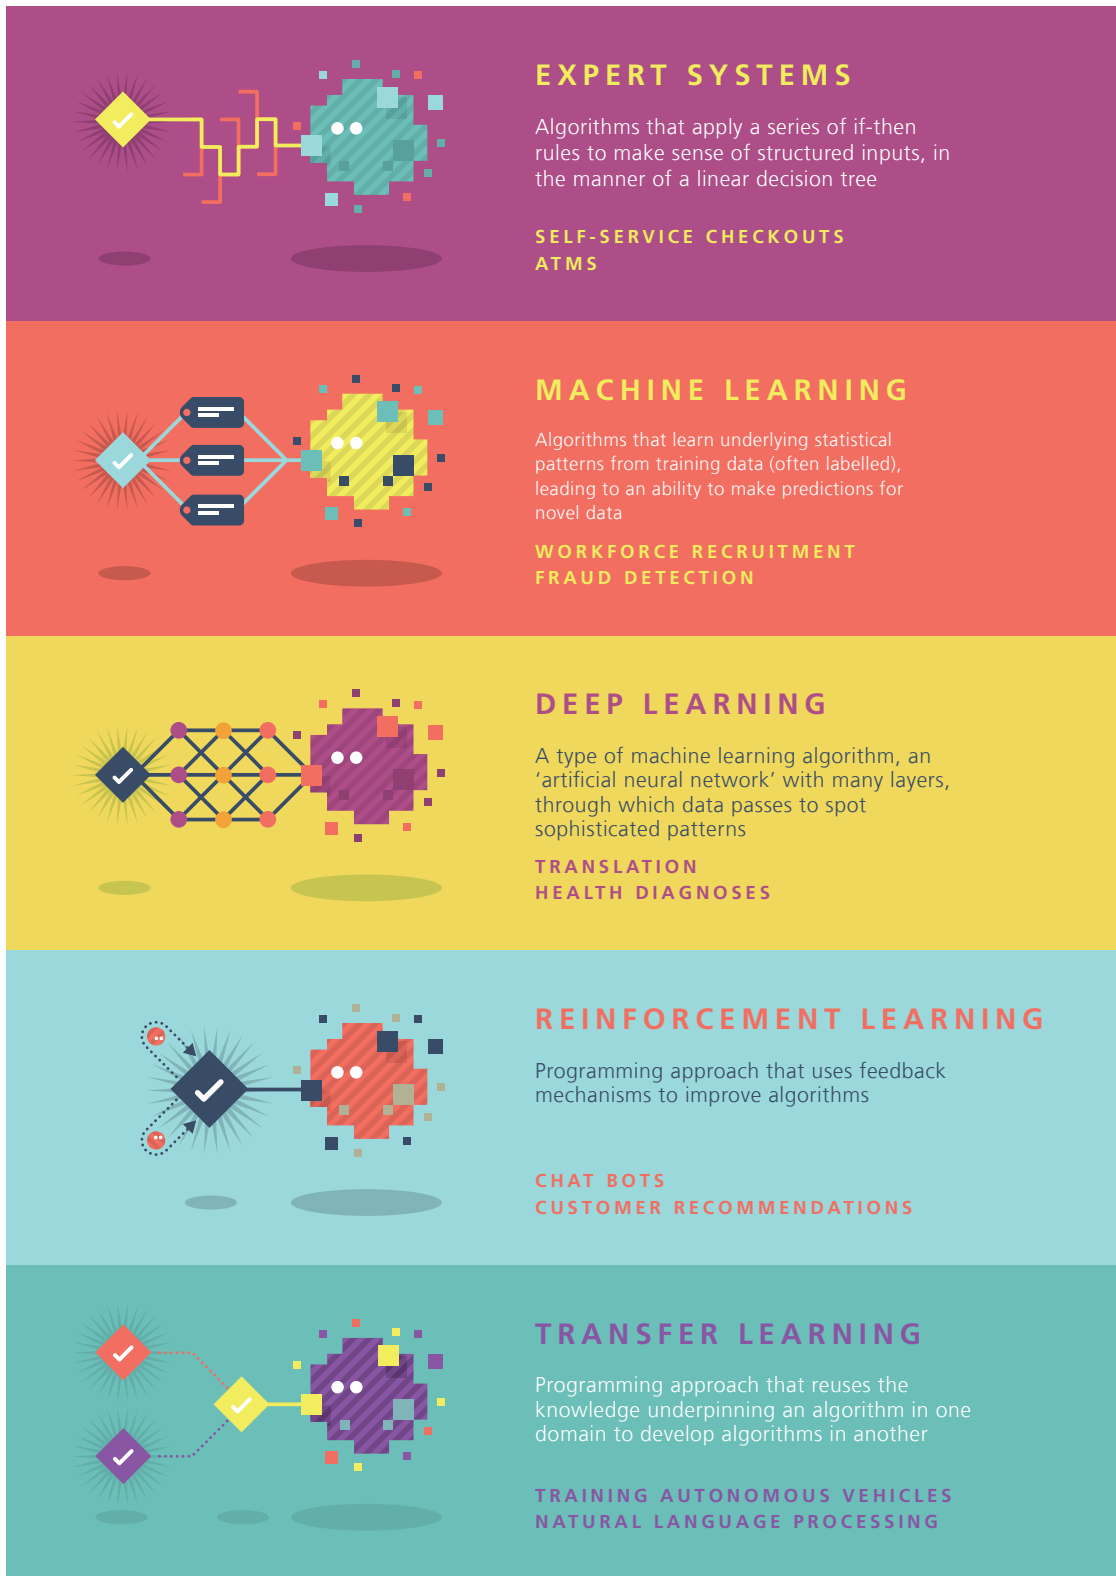 EXPERT SYSTEMS
Algorithms that apply a series of if-then
rules to make sense of structured inputs, in
the manner of a linear decision tree
SELF-SERVICE CHECKOUTS
ATMS
MACHINE LEARNING
Algorithms that learn underlying statistical
patterns from training data (often labelled),
leading to an ability to make predictions for
novel data
WORKFORCE RECRUITMENT
FRAUD DETECTION
DEEP LEARNING
A type of machine learning algorithm, an
‘artificial neural network’ with many layers,
through which data passes to spot
sophisticated patterns
TRANSLATION
HEALTH DIAGNOSES
REINFORCEMENT LEARNING
Programming approach that uses feedback
mechanisms to improve algorithms
CHAT BOTS
CUSTOMER RECOMMENDATIONS
TRANSFER LEARNING
Programming approach that reuses the
knowledge underpinning an algorithm in one
domain to develop algorithms in another
TRAINING AUTONOMOUS VEHICLES
NATURAL LANGUAGE PROCESSING